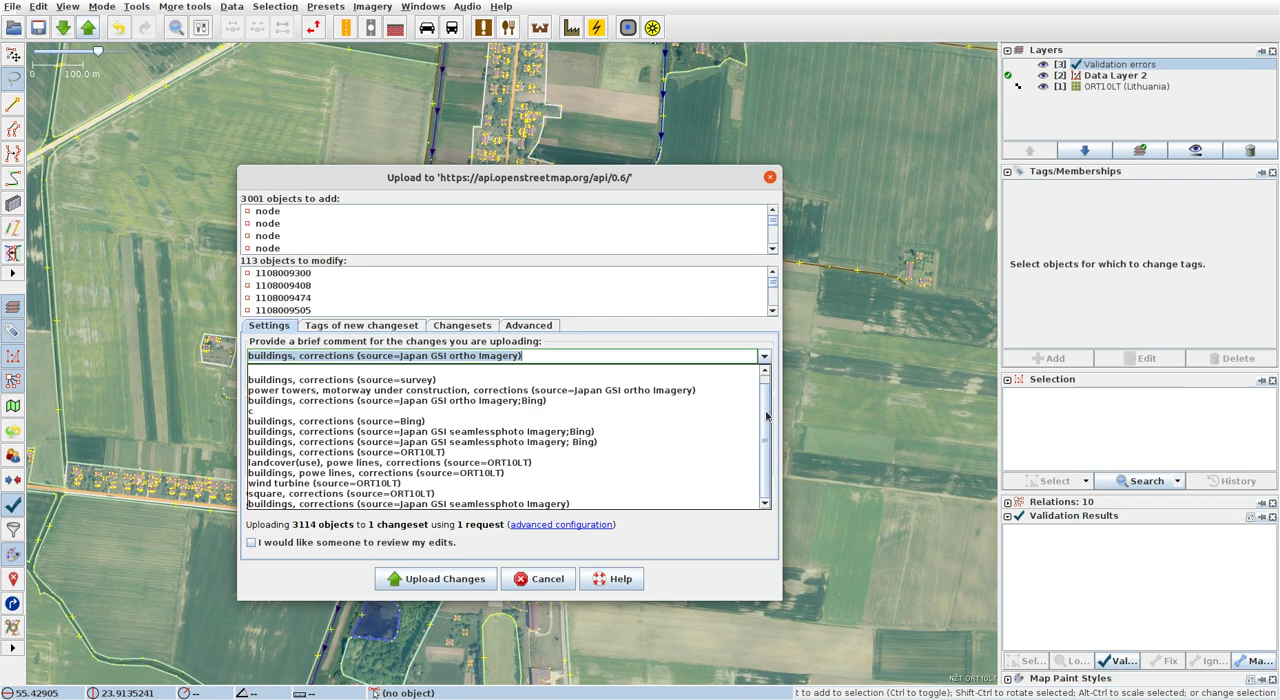 File Edit View Mode Tools More tools Data Selection Presets Imagery Windows Audio Help
0 100.0 m
Layers
[3] Validation errors
[2] Data Layer 2
[1] ORT10LT (Lithuania)
Tags/Memberships
Select objects for which to change tags.
Add Edit Delete
Selection
Select Search History
Relations: 10
Validation Results
Sel... Lo... Val... Fix Ign... Ma...
Map Paint Styles
Upload to 'https://api.openstreetmap.org/api/0.6/'
3001 objects to add:
node
node
node
node
113 objects to modify:
1108009300
1108009408
1108009474
1108009505
Settings Tags of new changeset Changesets Advanced
Provide a brief comment for the changes you are uploading:
buildings, corrections (source=Japan GSI ortho Imagery)
buildings, corrections (source=survey)
power towers, motorway under construction, corrections (source=Japan GSI ortho Imagery)
buildings, corrections (source=Japan GSI ortho Imagery;Bing)
c
buildings, corrections (source=Bing)
buildings, corrections (source=Japan GSI seamlessphoto Imagery;Bing)
buildings, corrections (source=Japan GSI seamlessphoto Imagery; Bing)
buildings, corrections (source=ORT10LT)
landcover(use), powe lines, corrections (source=ORT10LT)
buildings, powe lines, corrections (source=ORT10LT)
wind turbine (source=ORT10LT)
square, corrections (source=ORT10LT)
buildings, corrections (source=Japan GSI seamlessphoto Imagery)
Uploading 3114 objects to 1 changeset using 1 request (advanced configuration)
I would like someone to review my edits.
Upload Changes Cancel Help
NŽT ORT10LT
55.42905 23.9135241 -- -- -- (no object) t to add to selection (Ctrl to toggle); Shift-Ctrl to rotate selected; Alt-Ctrl to scale selected; or change selection